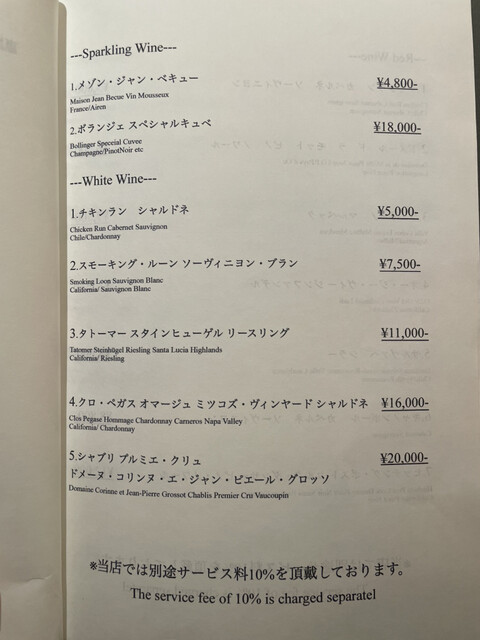 ---Sparkling Wine---
1.メゾン・ジャン・ベキュー ¥4,800-
Maison Jean Becue Vin Mousseux
France/Airen
2.ボランジェ スペシャルキュベ ¥18,000-
Bollinger Speceial Cuvee
Champagne/PinotNoir etc
---White Wine---
1.チキンラン　シャルドネ ¥5,000-
Chicken Run Cabernet Sauvignon
Chile/Chardonnay
2.スモーキング・ルーン ソーヴィニヨン・ブラン ¥7,500-
Smoking Loon Sauvignon Blanc
California/ Sauvignon Blanc
3.タトーマー スタインヒューゲル リースリング ¥11,000-
Tatomer Steinhügel Riesling Santa Lucia Highlands
California/ Riesling
4.クロ・ペガス オマージュ ミツコズ・ヴィンヤード シャルドネ ¥16,000-
Clos Pegase Hommage Chardonnay Carneros Napa Valley
California/ Chardonnay
5.シャブリ プルミエ・クリュ ¥20,000-
ドメーヌ・コリンヌ・エ・ジャン・ピエール・グロッソ
Domaine Corinne et Jean-Pierre Grossot Chablis Premier Cru Vaucoupin
※当店では別途サービス料10%を頂戴しております。
The service fee of 10% is charged separatel